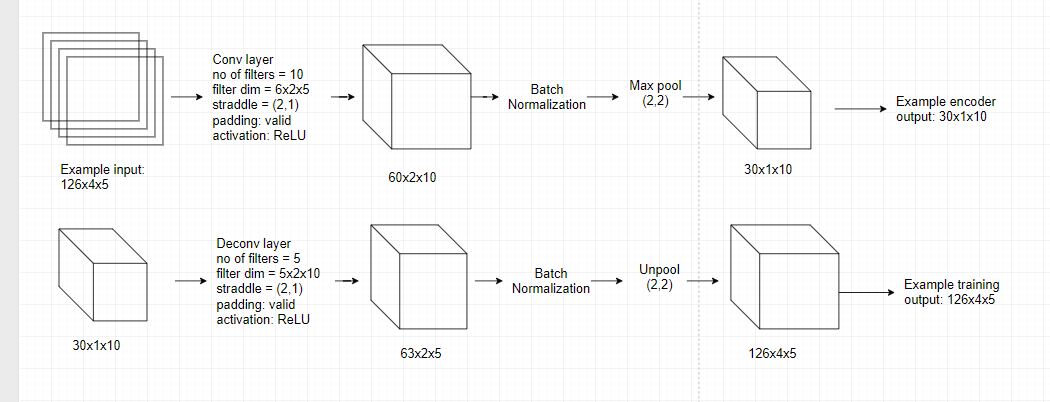 Example input:
126x4x5
Conv layer
no of filters = 10
filter dim = 6x2x5
straddle = (2,1)
padding: valid
activation: ReLU
60x2x10
Batch
Normalization
Max pool
(2,2)
30x1x10
Example encoder
output: 30x1x10
30x1x10
Deconv layer
no of filters = 5
filter dim = 5x2x10
straddle = (2,1)
padding: valid
activation: ReLU
63x2x5
Batch
Normalization
Unpool
(2,2)
126x4x5
Example training
output: 126x4x5